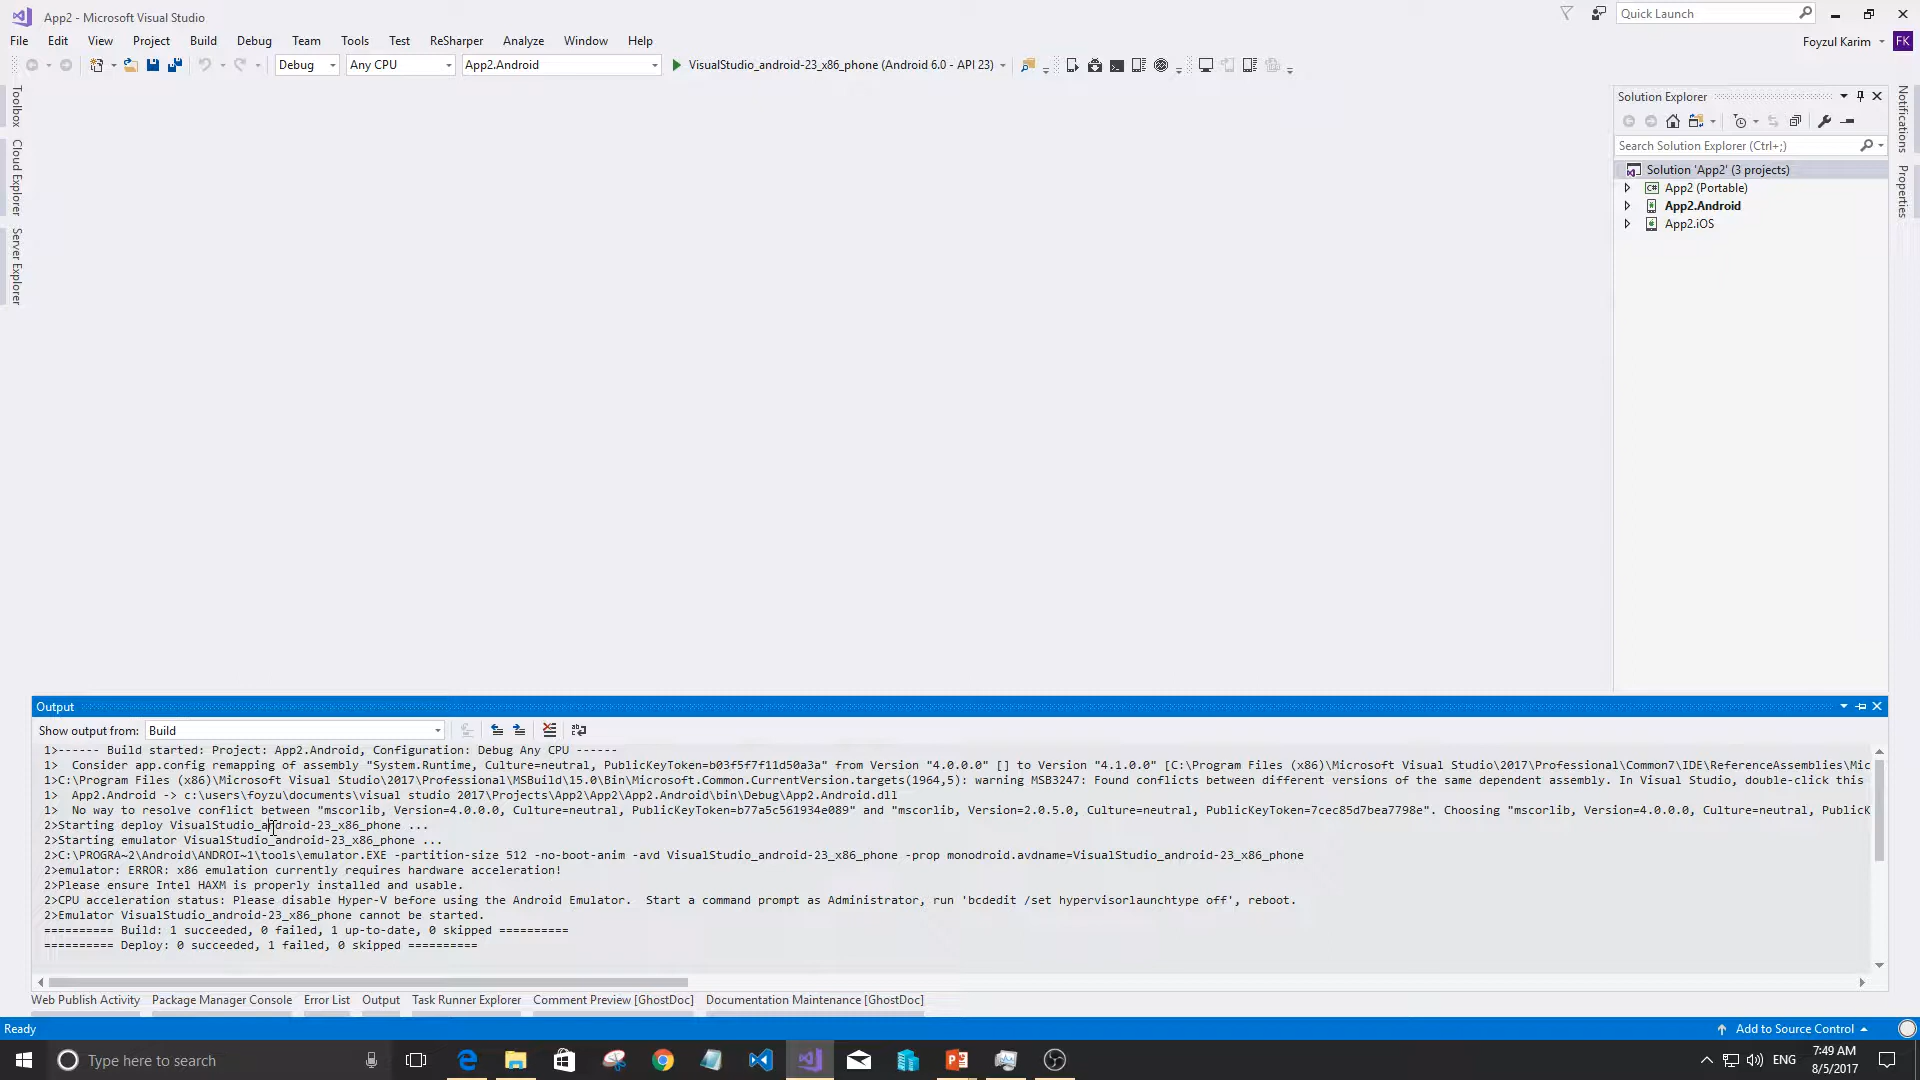 App2 - Microsoft Visual Studio
Quick Launch
File Edit View Project Build Debug Team Tools Test ReSharper Analyze Window Help
Foyzul Karim FK
Debug Any CPU App2.Android VisualStudio_android-23_x86_phone (Android 6.0 - API 23)
Toolbox
Cloud Explorer
Server Explorer
Solution Explorer
Search Solution Explorer (Ctrl+;)
Solution 'App2' (3 projects)
C# App2 (Portable)
App2.Android
App2.iOS
Notifications
Properties
Output
Show output from: Build
1>------ Build started: Project: App2.Android, Configuration: Debug Any CPU ------
1>  Consider app.config remapping of assembly "System.Runtime, Culture=neutral, PublicKeyToken=b03f5f7f11d50a3a" from Version "4.0.0.0" [] to Version "4.1.0.0" [C:\Program Files (x86)\Microsoft Visual Studio\2017\Professional\Common7\IDE\ReferenceAssemblies\Mic
1>C:\Program Files (x86)\Microsoft Visual Studio\2017\Professional\MSBuild\15.0\Bin\Microsoft.Common.CurrentVersion.targets(1964,5): warning MSB3247: Found conflicts between different versions of the same dependent assembly. In Visual Studio, double-click this
1>  App2.Android -> c:\users\foyzu\documents\visual studio 2017\Projects\App2\App2\App2.Android\bin\Debug\App2.Android.dll
1>  No way to resolve conflict between "mscorlib, Version=4.0.0.0, Culture=neutral, PublicKeyToken=b77a5c561934e089" and "mscorlib, Version=2.0.5.0, Culture=neutral, PublicKeyToken=7cec85d7bea7798e". Choosing "mscorlib, Version=4.0.0.0, Culture=neutral, PublicK
2>Starting deploy VisualStudio_android-23_x86_phone ...
2>Starting emulator VisualStudio_android-23_x86_phone ...
2>C:\PROGRA~2\Android\ANDROI~1\tools\emulator.EXE -partition-size 512 -no-boot-anim -avd VisualStudio_android-23_x86_phone -prop monodroid.avdname=VisualStudio_android-23_x86_phone
2>emulator: ERROR: x86 emulation currently requires hardware acceleration!
2>Please ensure Intel HAXM is properly installed and usable.
2>CPU acceleration status: Please disable Hyper-V before using the Android Emulator.  Start a command prompt as Administrator, run 'bcdedit /set hypervisorlaunchtype off', reboot.
2>Emulator VisualStudio_android-23_x86_phone cannot be started.
========== Build: 1 succeeded, 0 failed, 1 up-to-date, 0 skipped ==========
========== Deploy: 0 succeeded, 1 failed, 0 skipped ==========
Web Publish Activity Package Manager Console Error List Output Task Runner Explorer Comment Preview [GhostDoc] Documentation Maintenance [GhostDoc]
Ready
Add to Source Control
Type here to search
ENG
7:49 AM
8/5/2017